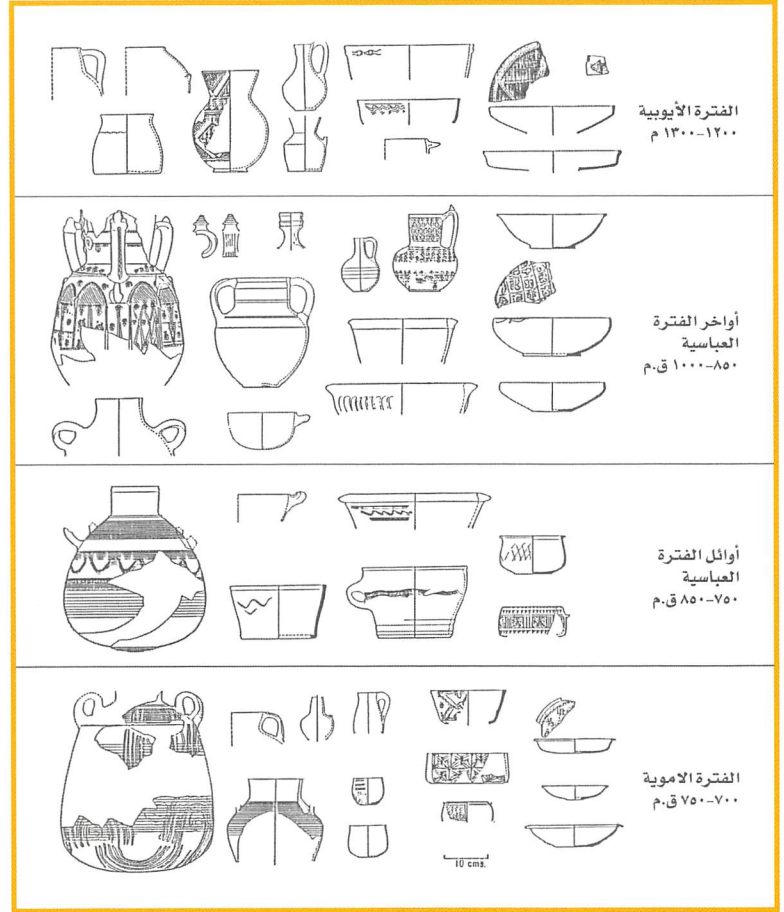 الفترة الأيوبية
١٢٠٠-١٣٠٠ م
أواخر الفترة
العباسية
٨٥٠-١٠٠٠ ق.م
أوائل الفترة
العباسية
٧٥٠-٨٥٠ ق.م
الفترة الاموية
٧٠٠-٧٥٠ ق.م
10 cms.